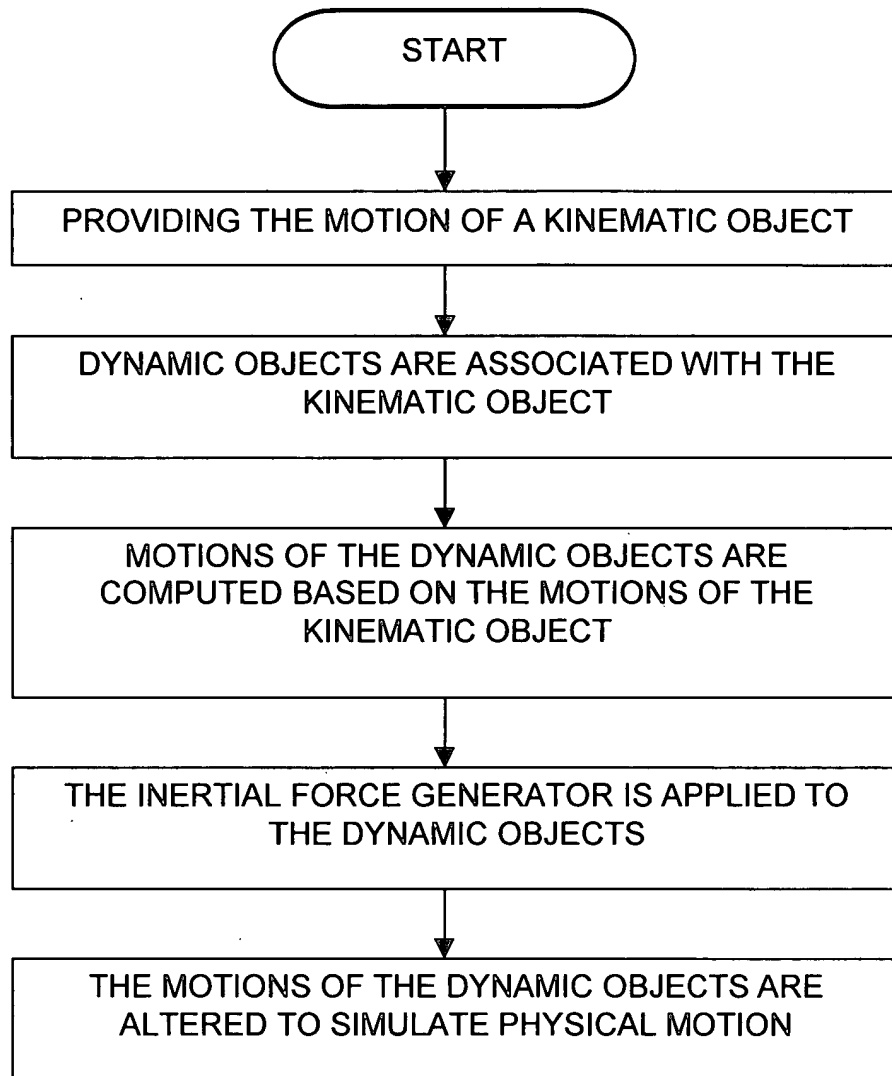 START
PROVIDING THE MOTION OF A KINEMATIC OBJECT
DYNAMIC OBJECTS ARE ASSOCIATED WITH THE
KINEMATIC OBJECT
MOTIONS OF THE DYNAMIC OBJECTS ARE
COMPUTED BASED ON THE MOTIONS OF THE
KINEMATIC OBJECT
THE INERTIAL FORCE GENERATOR IS APPLIED TO
THE DYNAMIC OBJECTS
THE MOTIONS OF THE DYNAMIC OBJECTS ARE
ALTERED TO SIMULATE PHYSICAL MOTION